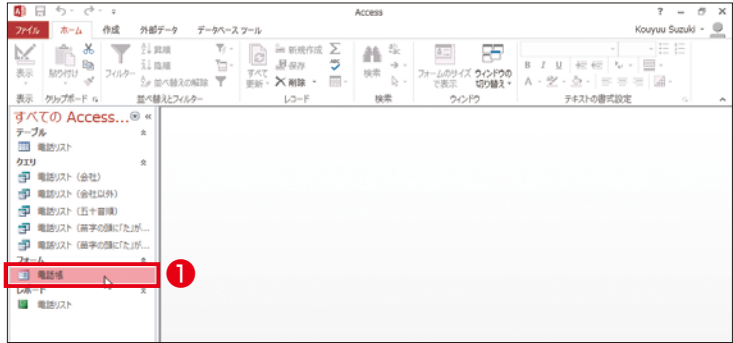 Access
ファイル ホーム 作成 外部データ データベース ツール Kouyuu Suzuki
表示 貼り付け フィルター 昇順 降順 並べ替えの解除 すべて更新 新規作成 保存 削除 検索 フォームのサイズで表示 ウィンドウの切り替え B I U A
表示 クリップボード 並べ替えとフィルター レコード 検索 ウィンドウ テキストの書式設定
すべての Access...
テーブル
電話リスト
クエリ
電話リスト（会社）
電話リスト（会社以外）
電話リスト（五十音順）
電話リスト（苗字の頭に「た」が...
電話リスト（苗字の頭に「た」が...
フォーム
電話帳 1
レポート
電話リスト